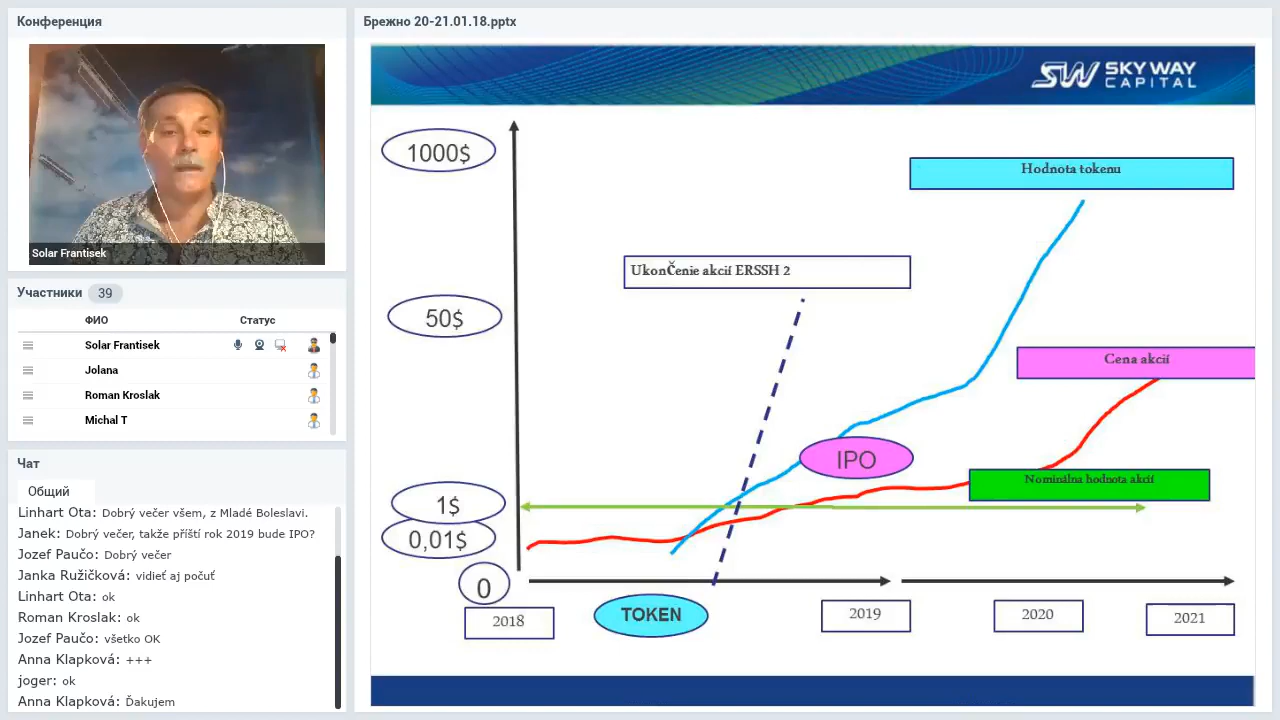 Конференция
Solar Frantisek
Участники 39
ФИО Статус
Solar Frantisek
Jolana
Roman Kroslak
Michal T
Чат
Общий
Linhart Ota: Dobrý večer všem, z Mladé Boleslavi.
Janek: Dobrý večer, takže příští rok 2019 bude IPO?
Jozef Paučo: Dobrý večer
Janka Ružičková: vidieť aj počuť
Linhart Ota: ok
Roman Kroslak: ok
Jozef Paučo: všetko OK
Anna Klapková: +++
joger: ok
Anna Klapková: Ďakujem
Брежно 20-21.01.18.pptx
SW SKY WAY
CAPITAL
1000$
Hodnota tokenu
UkonČenie akcií ERSSH 2
50$
Cena akcií
IPO
Nominálna hodnota akcií
1$
0,01$
0
2018
TOKEN
2019
2020
2021